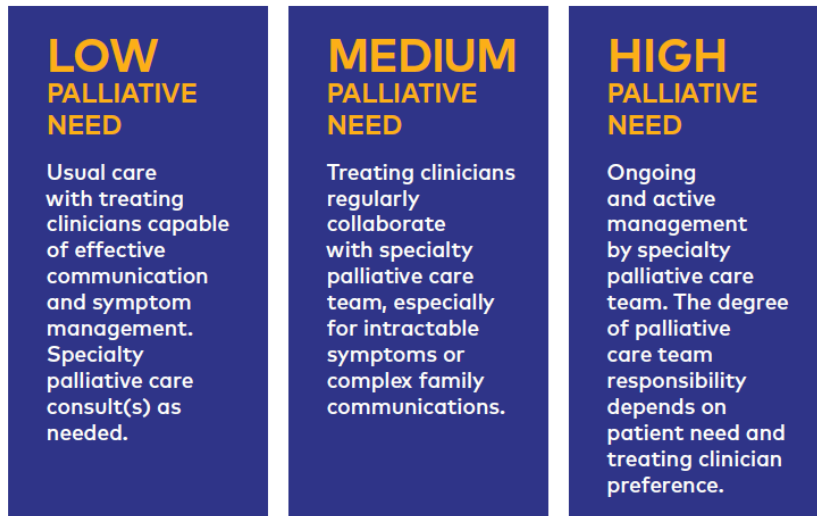 LOW
PALLIATIVE
NEED
Usual care
with treating
clinicians capable
of effective
communication
and symptom
management.
Specialty
palliative care
consult(s) as
needed.
MEDIUM
PALLIATIVE
NEED
Treating clinicians
regularly
collaborate
with specialty
palliative care
team, especially
for intractable
symptoms or
complex family
communications.
HIGH
PALLIATIVE
NEED
Ongoing
and active
management
by specialty
palliative care
team. The degree
of palliative
care team
responsibility
depends on
patient need and
treating clinician
preference.